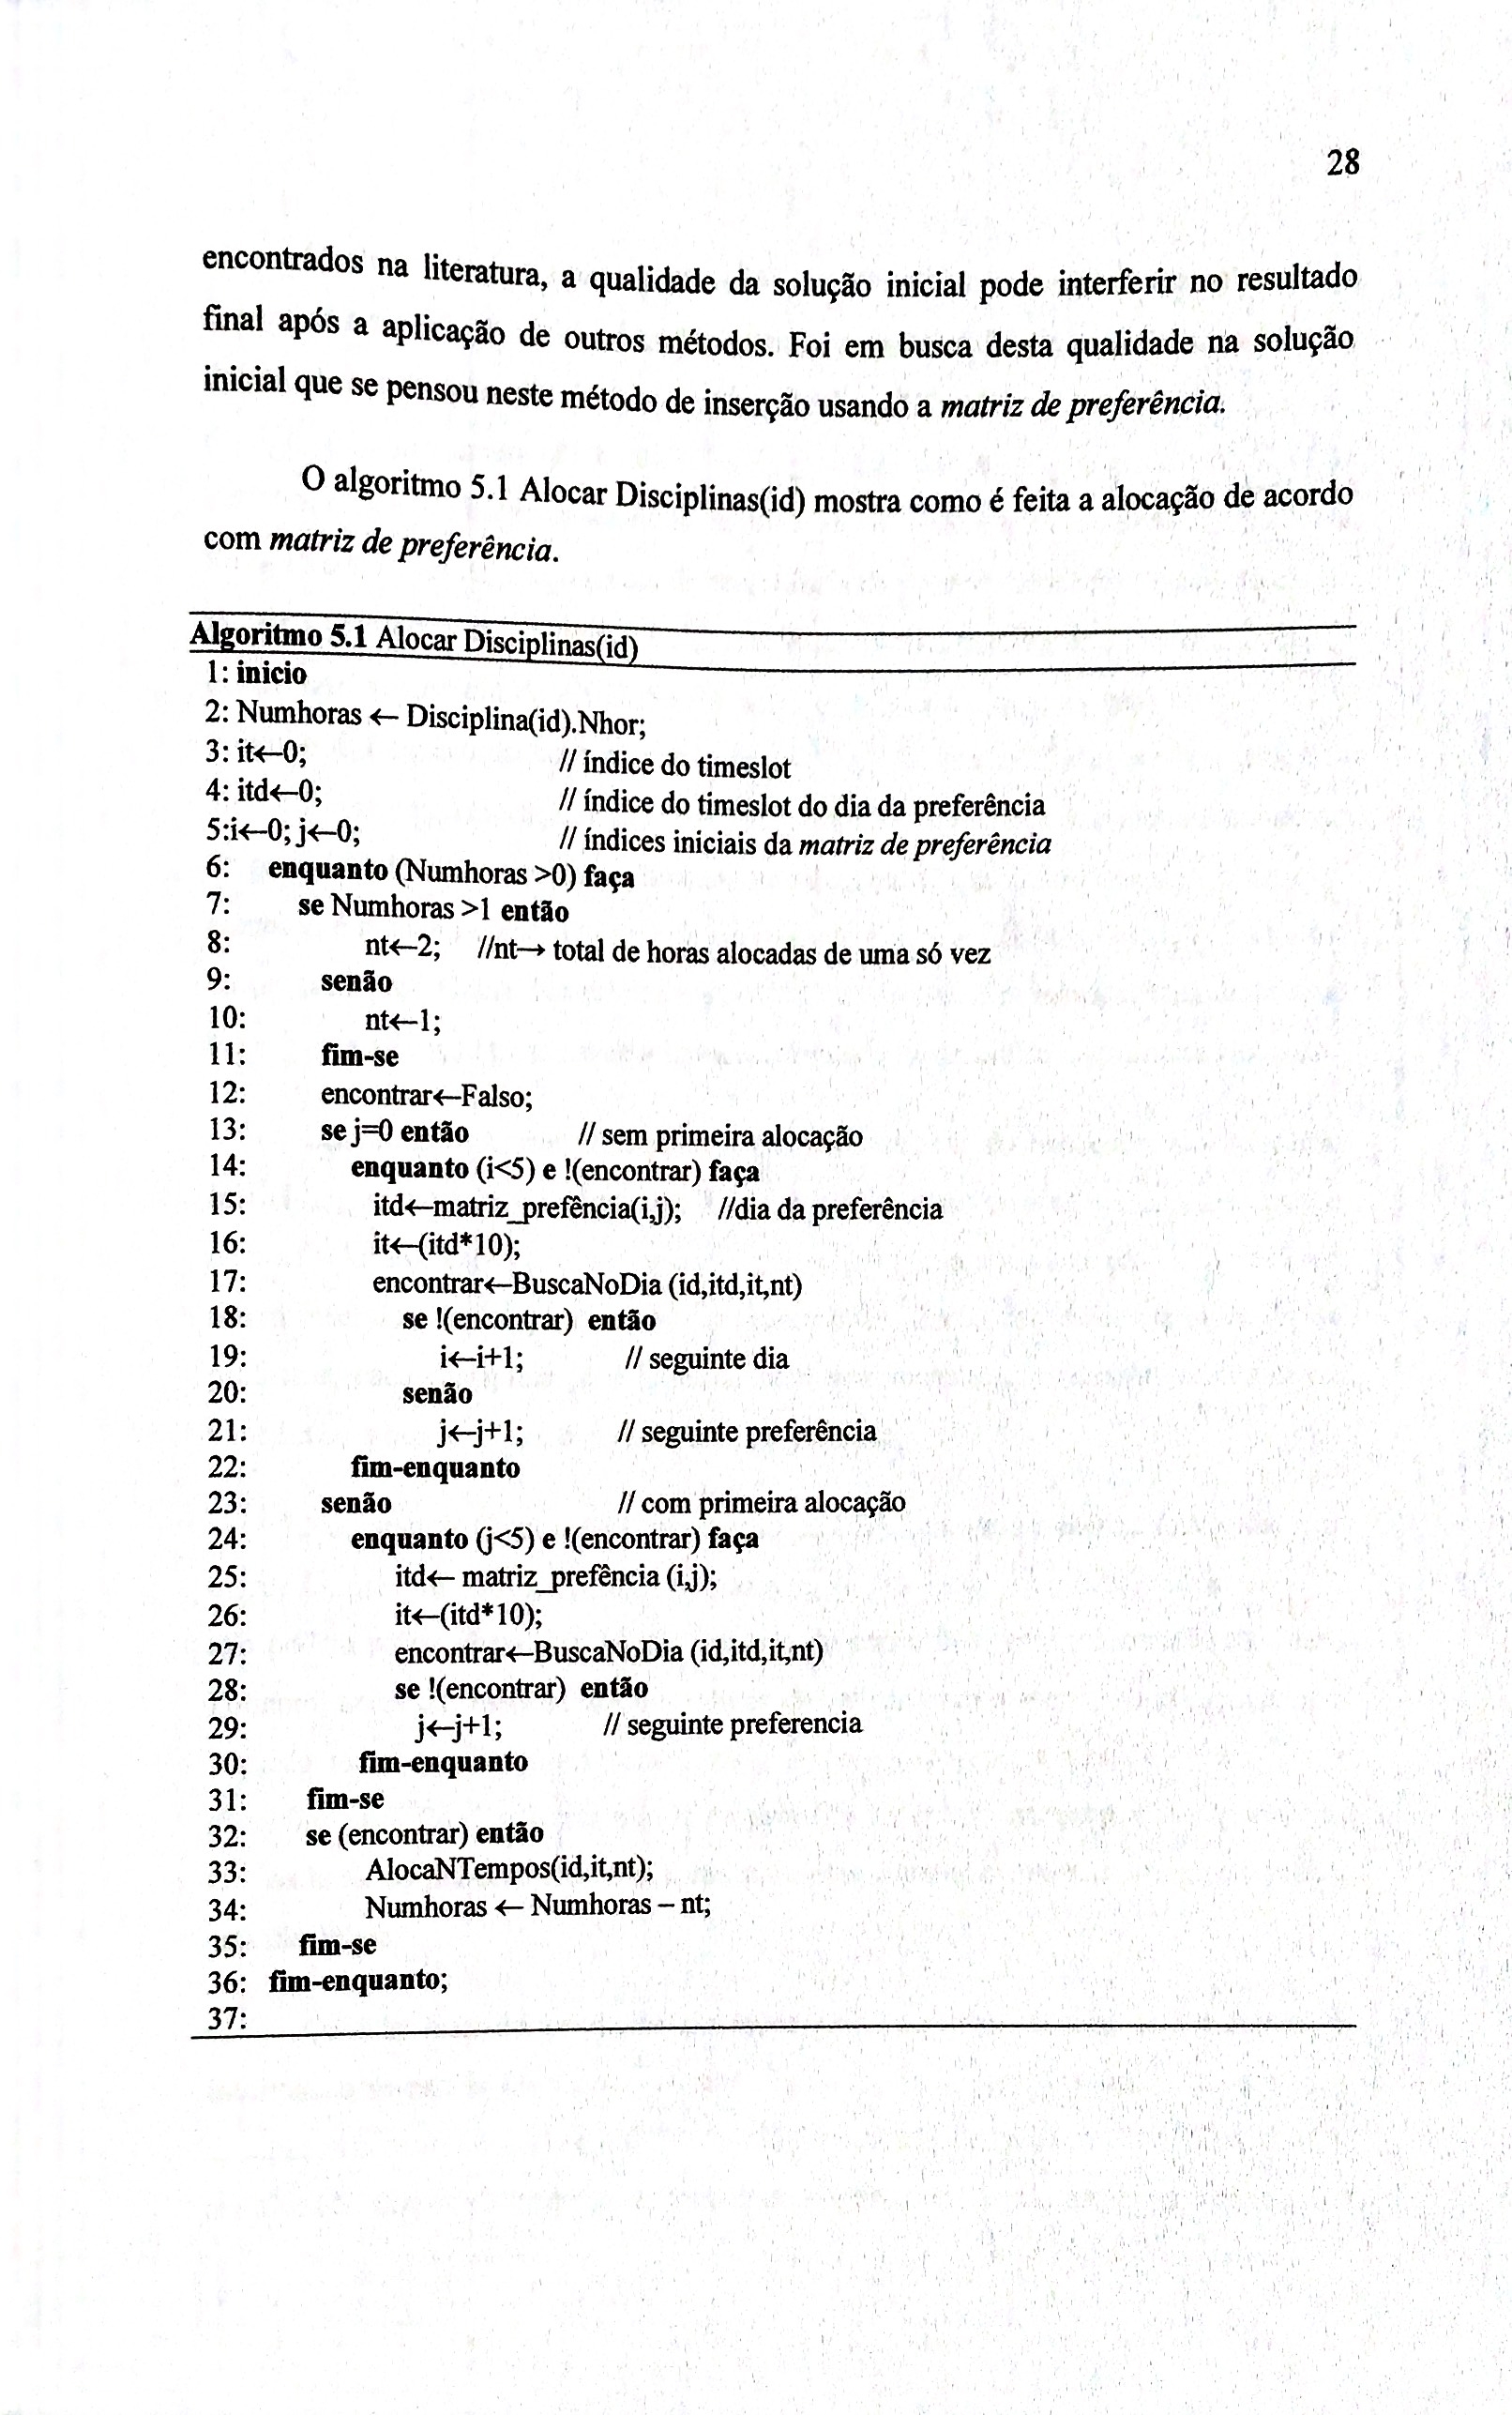 28
encontrados na literatura, a qualidade da solução inicial pode interferir no resultado
final após a aplicação de outros métodos. Foi em busca desta qualidade na solução
inicial que se pensou neste método de inserção usando a matriz de preferência.
O algoritmo 5.1 Alocar Disciplinas(id) mostra como é feita a alocação de acordo
com matriz de preferência.
Algoritmo 5.1 Alocar Disciplinas(id)
1: inicio
2: Numhoras ← Disciplina(id).Nhor;
3: it←0; // índice do timeslot
4: itd←0; // índice do timeslot do dia da preferência
5:i←0; j←0; // índices iniciais da matriz de preferência
6: enquanto (Numhoras >0) faça
7: se Numhoras >1 então
8: nt←2; //nt→ total de horas alocadas de uma só vez
9: senão
10: nt←1;
11: fim-se
12: encontrar←Falso;
13: se j=0 então // sem primeira alocação
14: enquanto (i<5) e !(encontrar) faça
15: itd←matriz_prefência(i,j); //dia da preferência
16: it←(itd*10);
17: encontrar←BuscaNoDia (id,itd,it,nt)
18: se !(encontrar) então
19: i←i+1; // seguinte dia
20: senão
21: j←j+1; // seguinte preferência
22: fim-enquanto
23: senão // com primeira alocação
24: enquanto (j<5) e !(encontrar) faça
25: itd← matriz_prefência (i,j);
26: it←(itd*10);
27: encontrar←BuscaNoDia (id,itd,it,nt)
28: se !(encontrar) então
29: j←j+1; // seguinte preferencia
30: fim-enquanto
31: fim-se
32: se (encontrar) então
33: AlocaNTempos(id,it,nt);
34: Numhoras ← Numhoras – nt;
35: fim-se
36: fim-enquanto;
37: